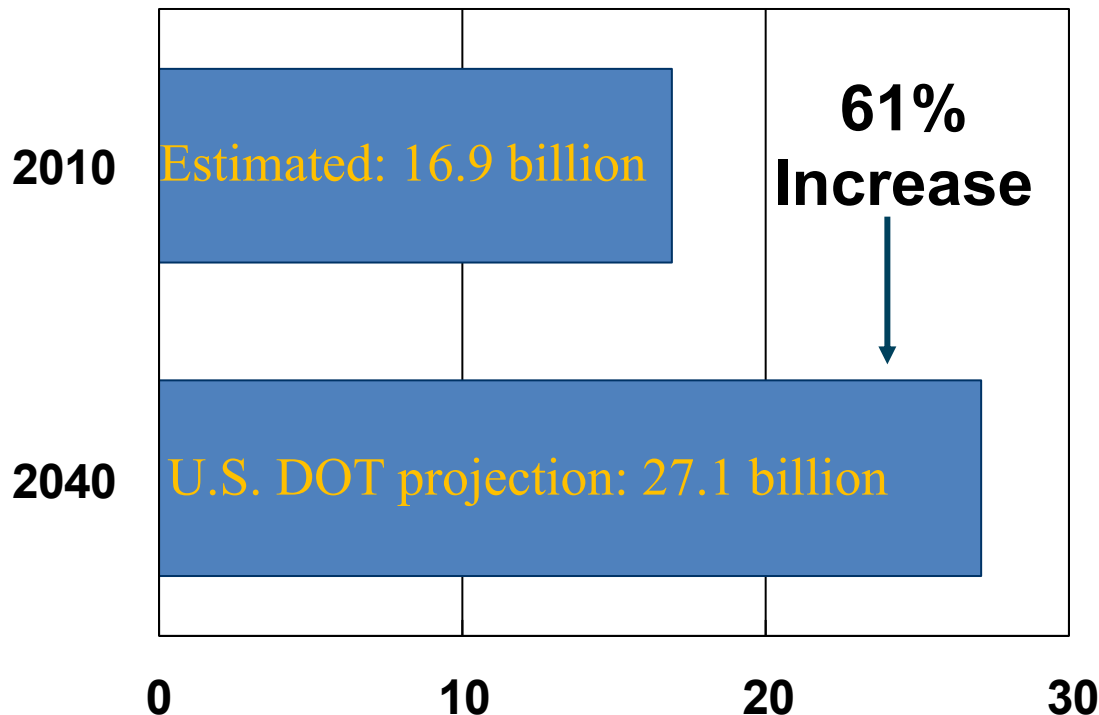 61%
Increase
2010
Estimated: 16.9 billion
2040
U.S. DOT projection: 27.1 billion
0
10
20
30